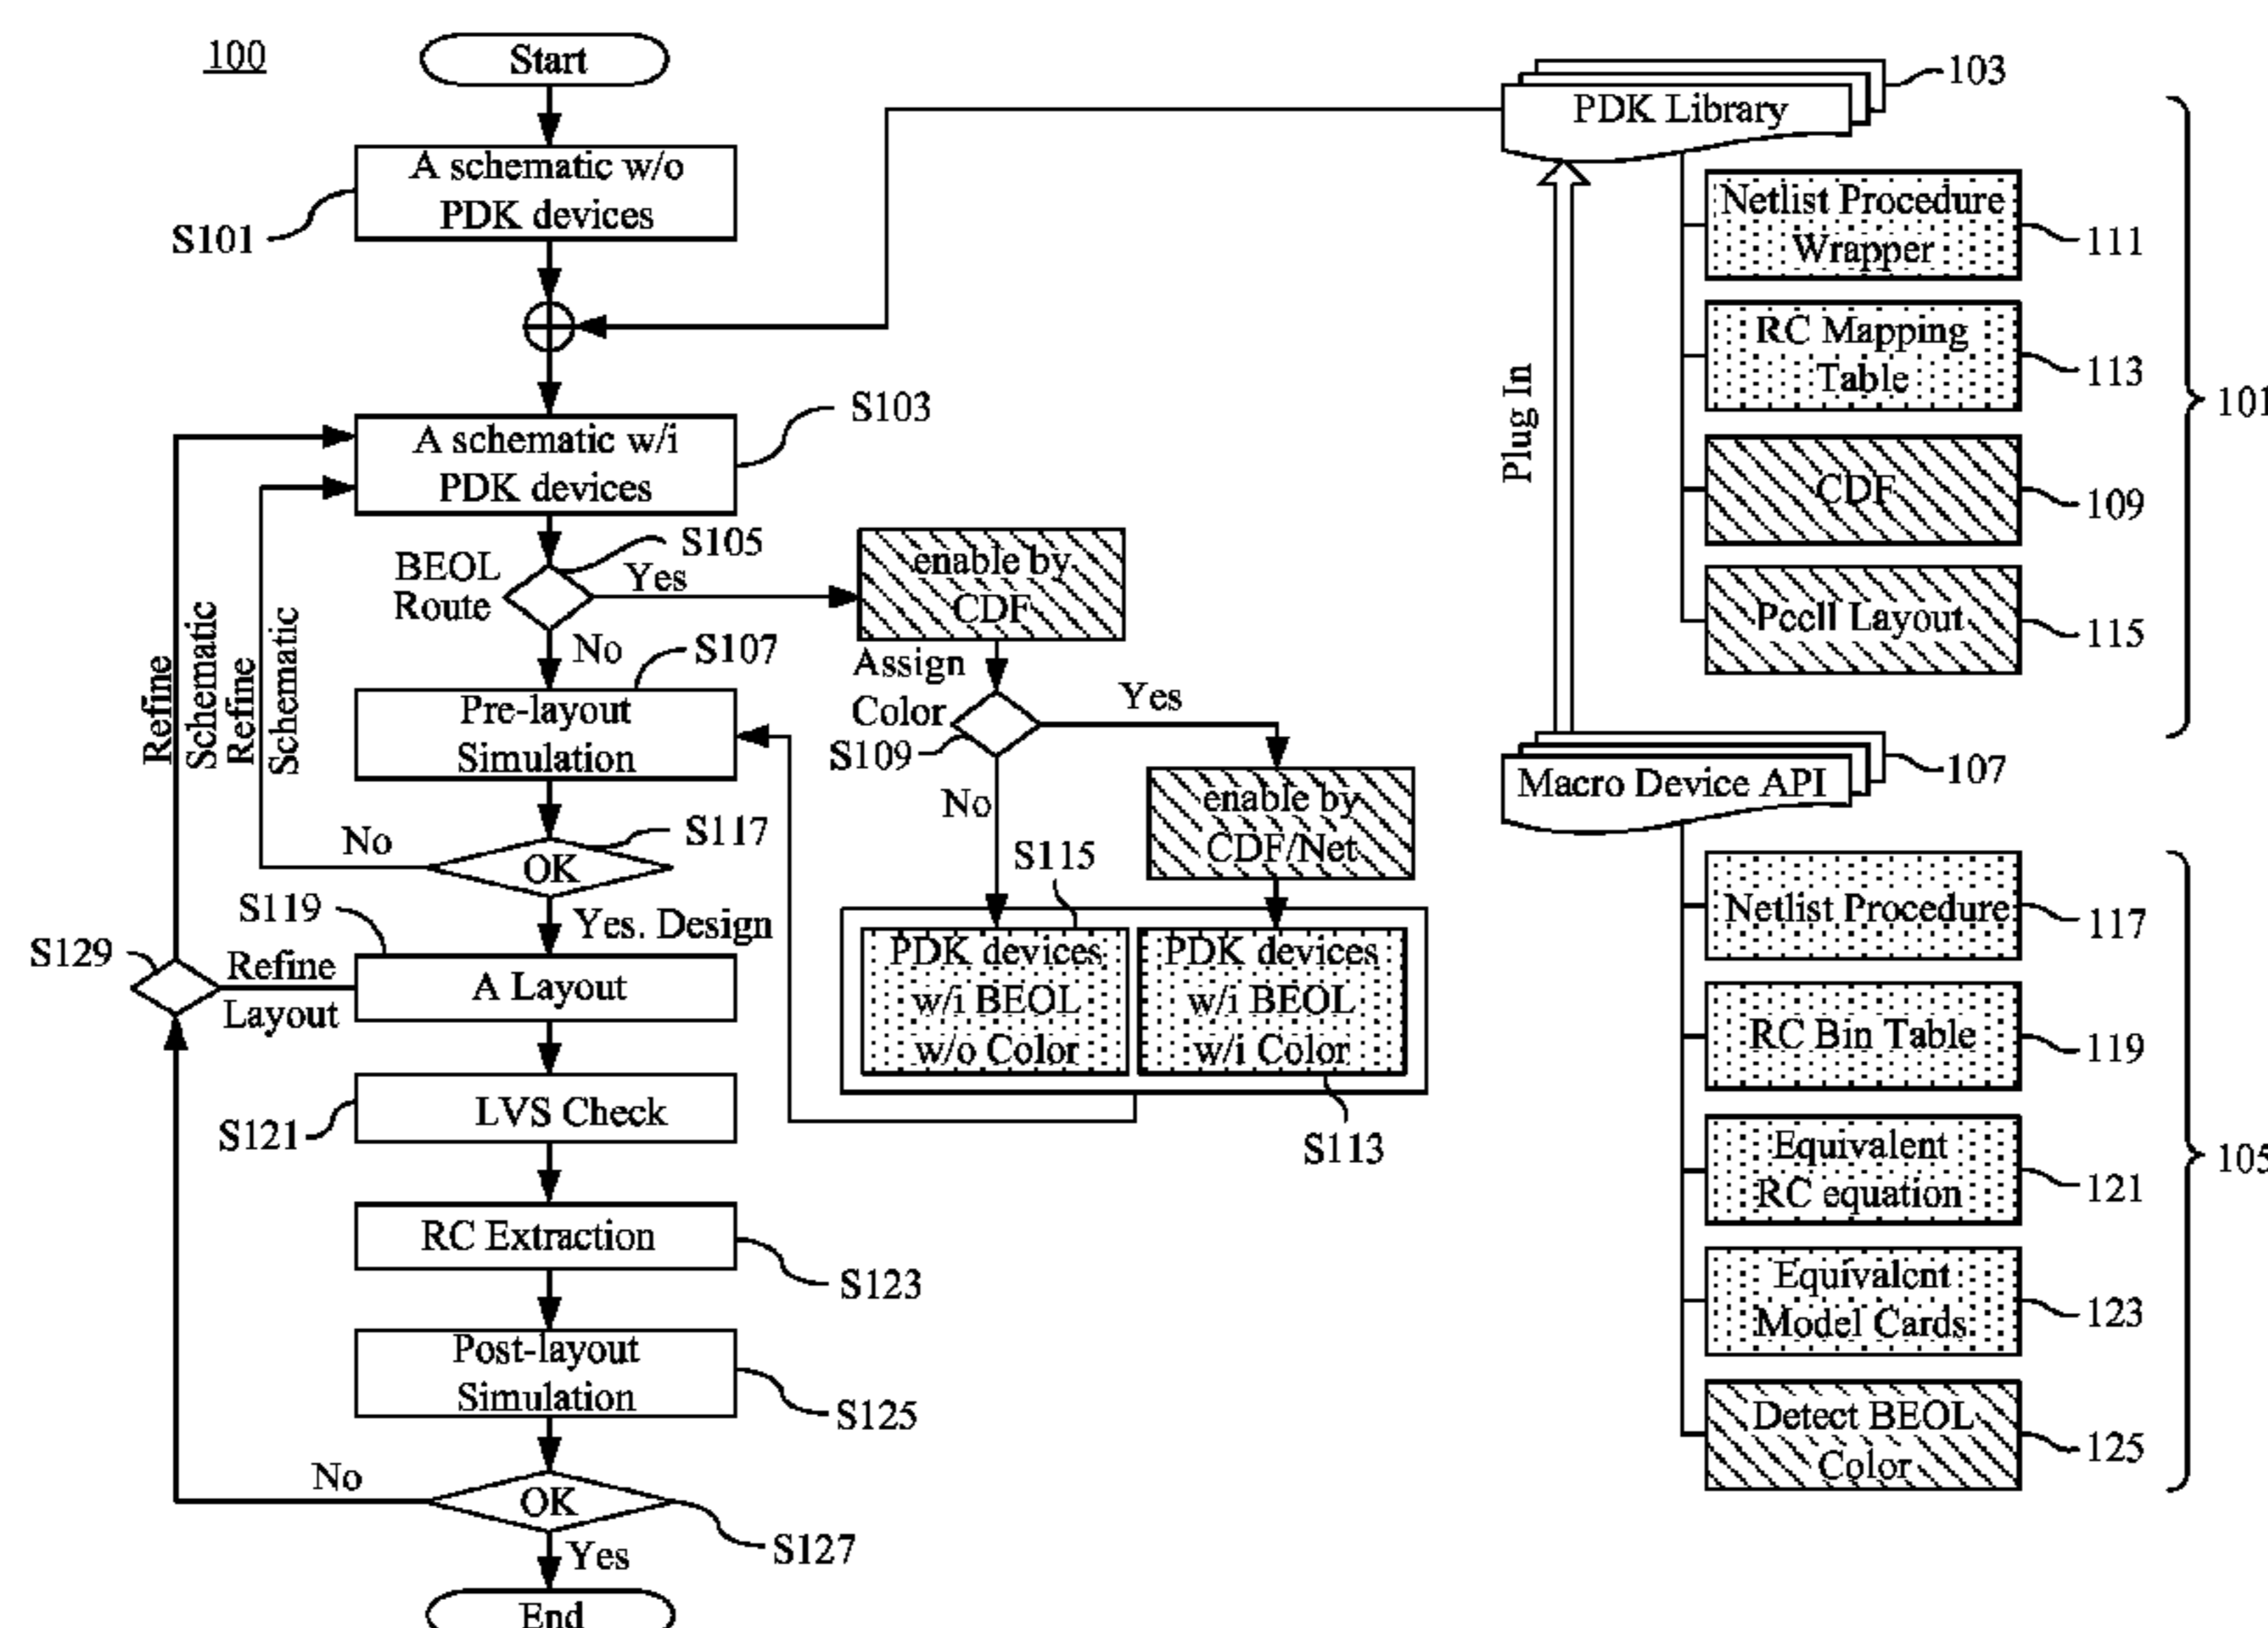 100
Start
A schematic w/o
PDK devices
S101
A schematic w/i
PDK devices
S103
S105
BEOL
Route
Yes
No
enable by
CDF
S107
Pre-layout
Simulation
Assign
Color
S109
Yes
No
enable by
CDF/Net
S115
PDK devices
w/i BEOL
w/o Color
PDK devices
w/i BEOL
w/i Color
S113
Refine
Schematic
Refine
Schematic
S117
OK
No
Yes. Design
S119
A Layout
S129
Refine
Layout
LVS Check
S121
RC Extraction
S123
Post-layout
Simulation
S125
OK
No
S127
Yes
End
PDK Library
103
Netlist Procedure
Wrapper
111
RC Mapping
Table
113
CDF
109
Pcell Layout
115
101
Plug In
Macro Device API
107
Netlist Procedure
117
RC Bin Table
119
Equivalent
RC equation
121
Equivalent
Model Cards
123
Detect BEOL
Color
125
105